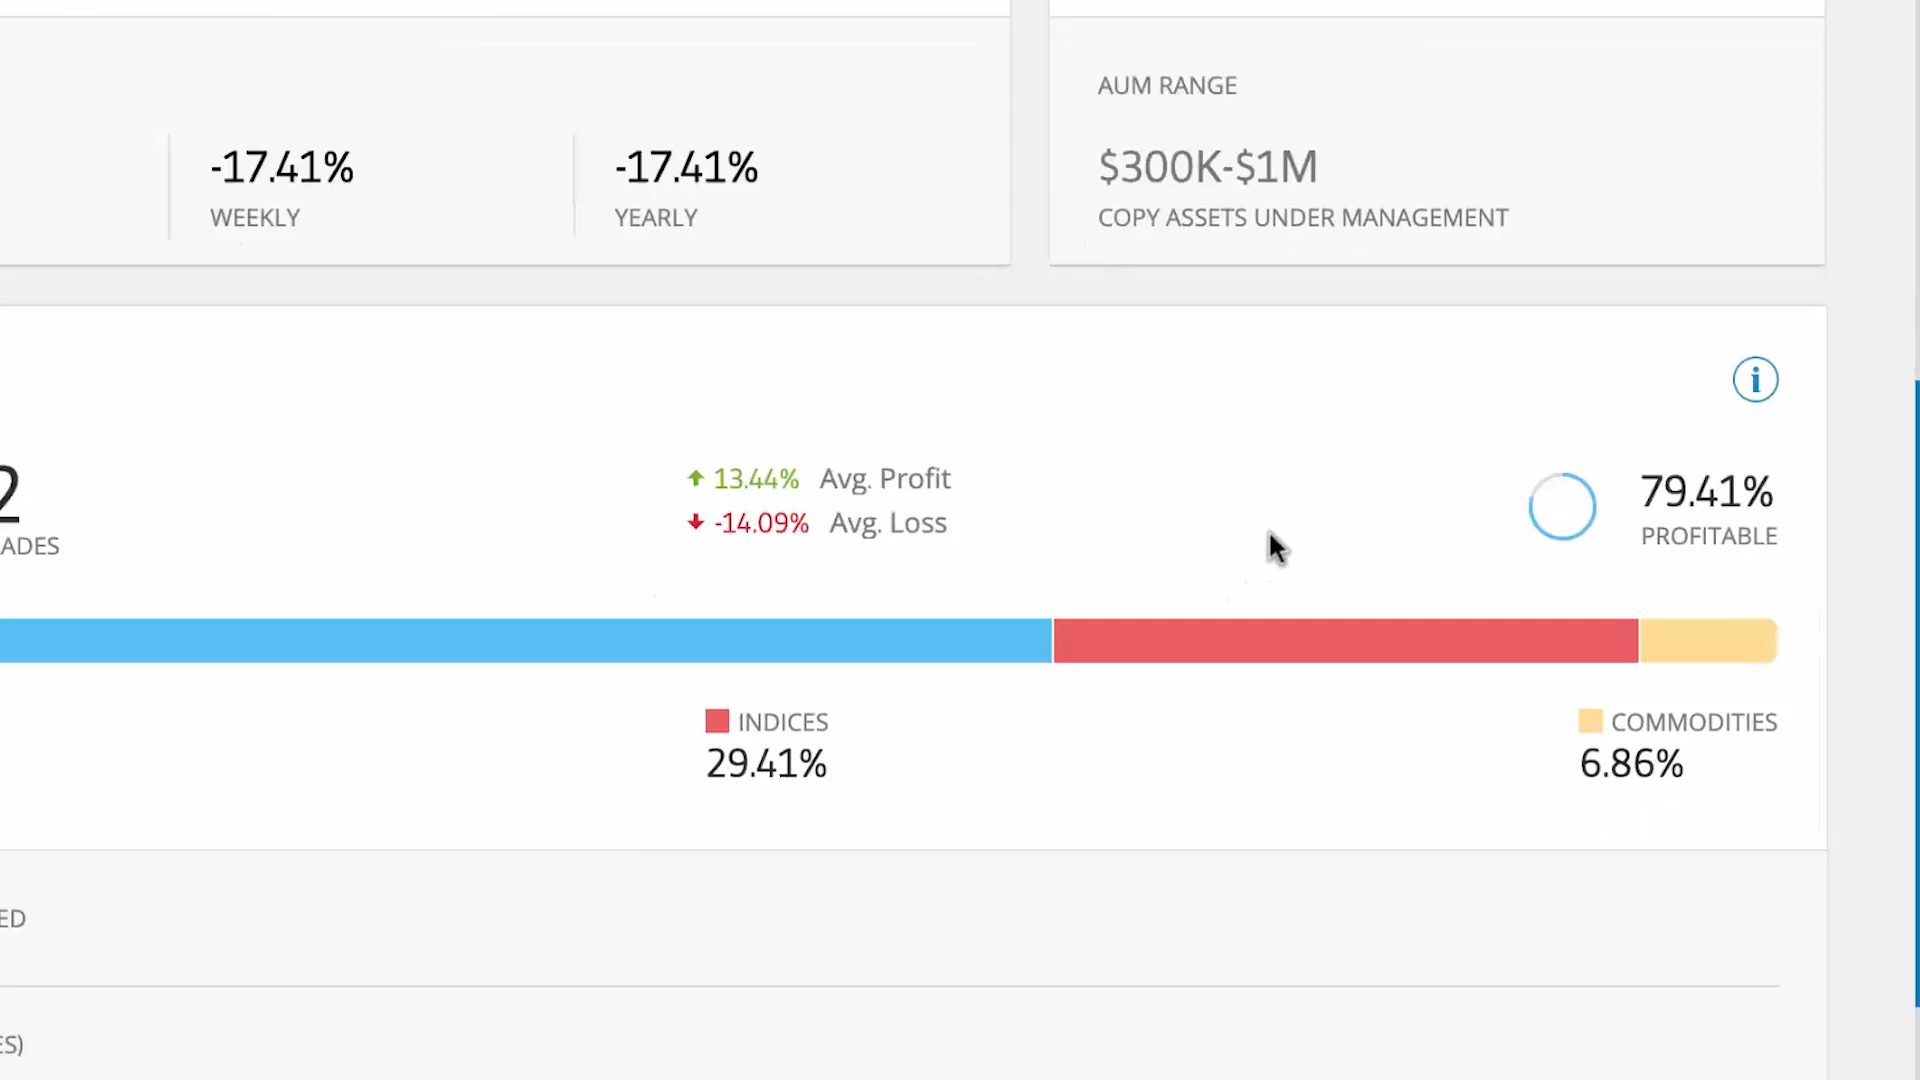 AUM RANGE
-17.41%
WEEKLY
-17.41%
YEARLY
$300K-$1M
COPY ASSETS UNDER MANAGEMENT
2
ADES
13.44% Avg. Profit
-14.09% Avg. Loss
79.41%
PROFITABLE
INDICES
29.41%
COMMODITIES
6.86%
ED
ES)